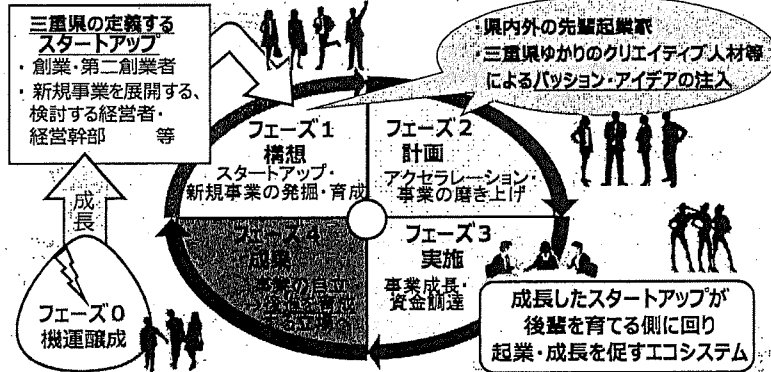 三重県の定義する
スタートアップ
・創業・第二創業者
・新規事業を展開する、
検討する経営者・
経営幹部 等
成長
フェーズ0
機運醸成
・県内外の先輩起業家
・三重県ゆかりのクリエイティブ人材等
によるパッション・アイデアの注入
フェーズ1
構想
スタートアップ・
新規事業の発掘・育成
フェーズ2
計画
アクセラレーション・
事業の磨き上げ
フェーズ3
実施
事業成長・
資金調達
フェーズ4
成果
事業の自立
成長したスタートアップが
後輩を育てる側に回り
起業・成長を促すエコシステム